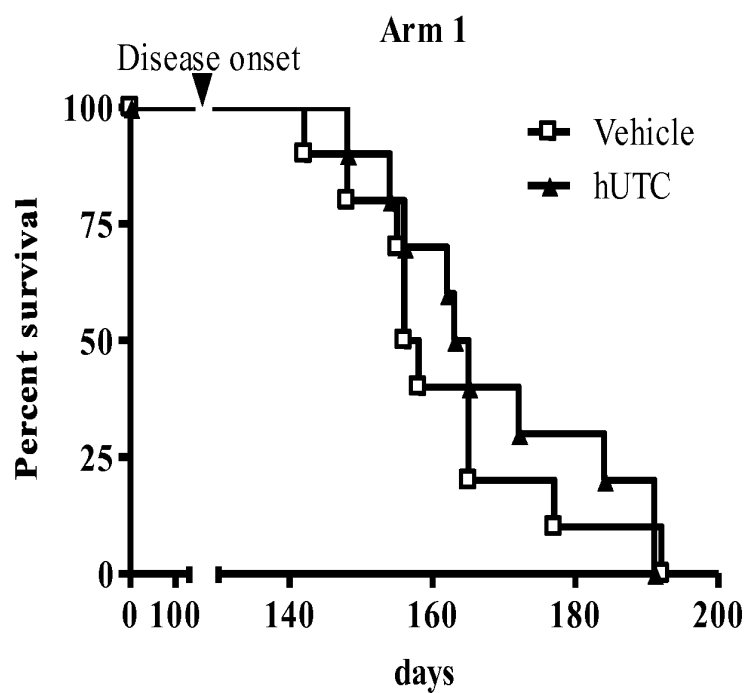 Arm 1
Disease onset
Vehicle
hUTC
100
75
50
25
0
Percent survival
0 100 140 160 180 200
days